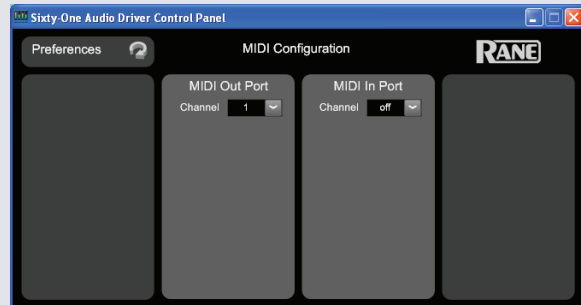 Sixty-One Audio Driver Control Panel
Preferences
MIDI Configuration
RANE
MIDI Out Port
Channel 1
MIDI In Port
Channel off